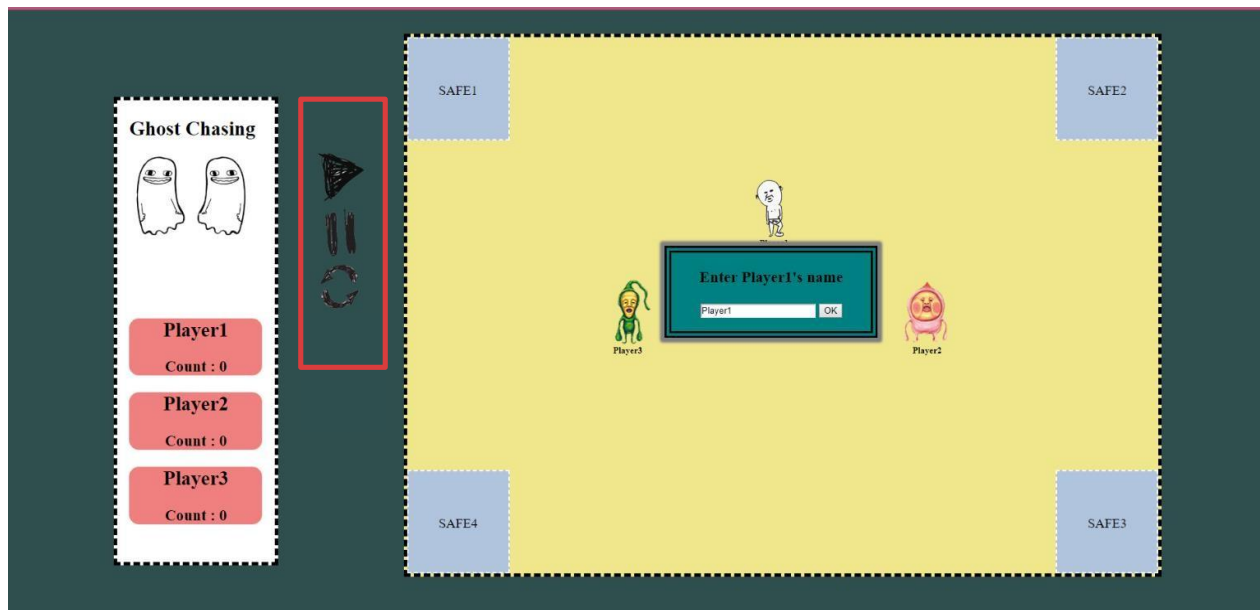 Ghost Chasing
Player1
Count : 0
Player2
Count : 0
Player3
Count : 0
SAFE1
SAFE2
Enter Player1's name
Player1 OK
Player3
Player2
SAFE4
SAFE3